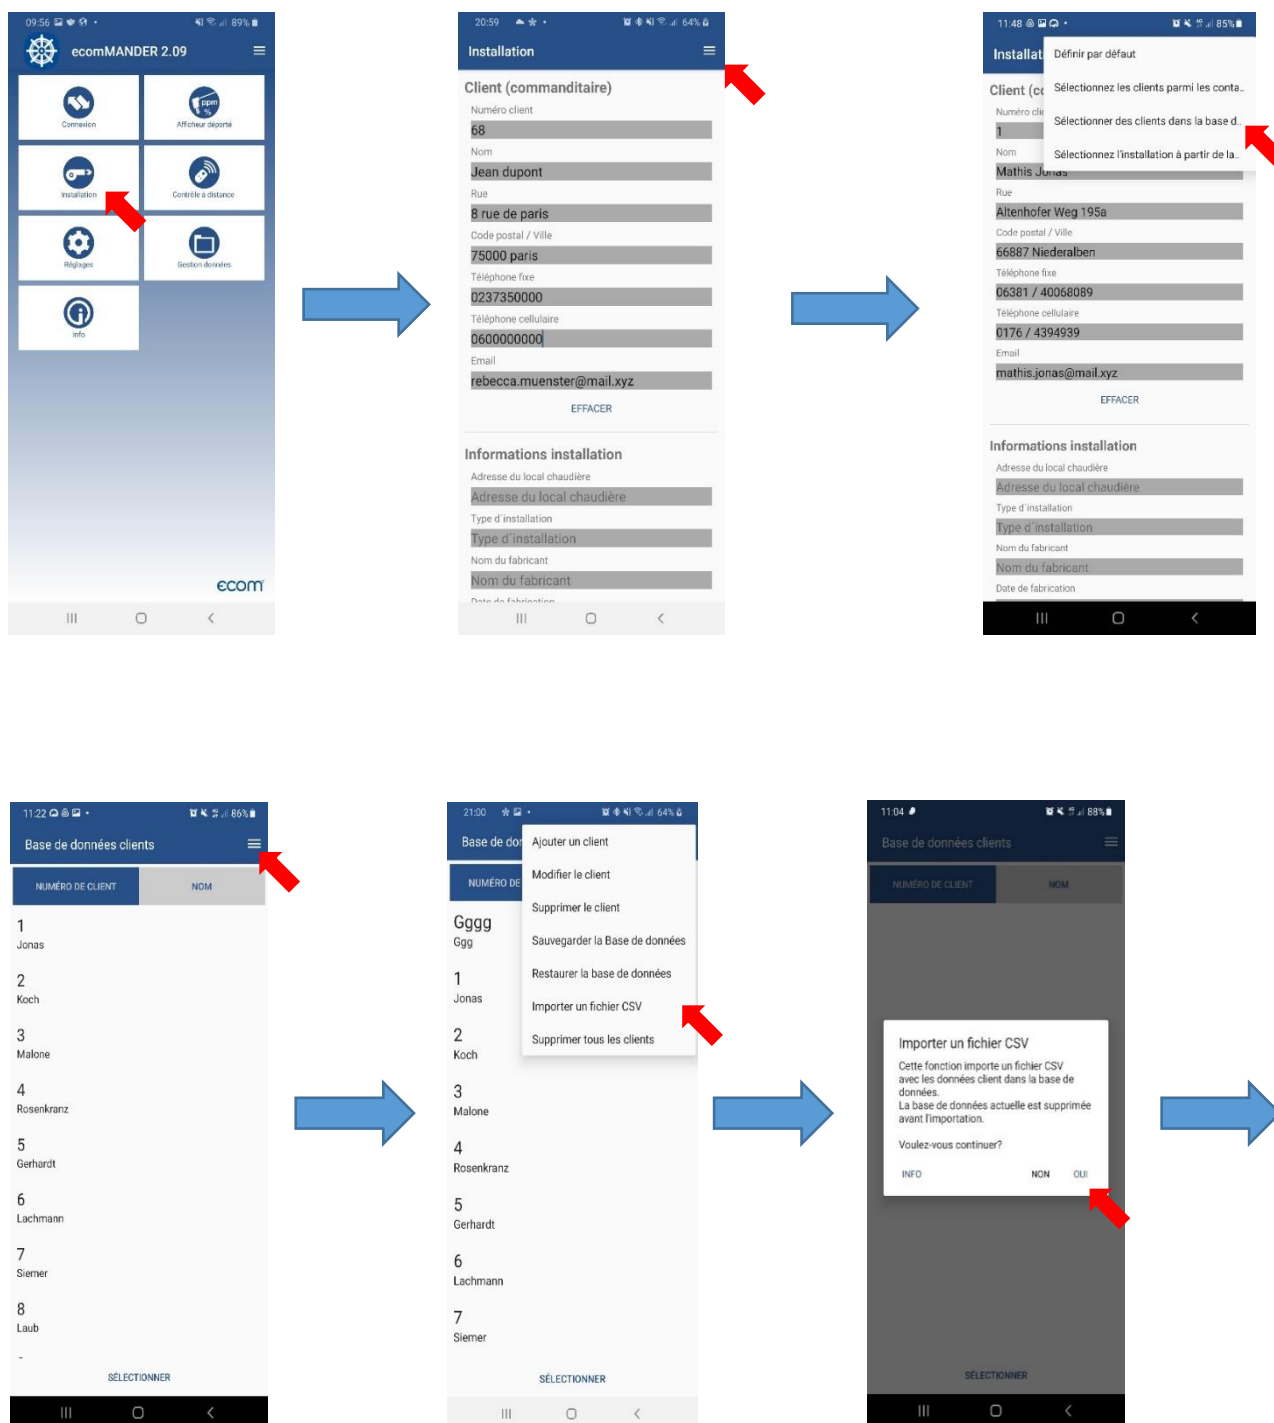 09:56
89%
ecomMANDER 2.09
Connexion
ppm
%
Afficheur déporté
Installation
Contrôle à distance
Réglages
Gestion données
Info
ecom
20:59
64%
Installation
Client (commanditaire)
Numéro client
68
Nom
Jean dupont
Rue
8 rue de paris
Code postal / Ville
75000 paris
Téléphone fixe
0237350000
Téléphone cellulaire
0600000000
Email
rebecca.muenster@mail.xyz
EFFACER
Informations installation
Adresse du local chaudière
Adresse du local chaudière
Type d´installation
Type d´installation
Nom du fabricant
Nom du fabricant
Date de fabrication
11:48
85%
Installat
Définir par défaut
Sélectionnez les clients parmi les conta..
Sélectionner des clients dans la base d..
Sélectionnez l'installation à partir de la..
Client (co
Numéro clie
1
Nom
Mathis Jonas
Rue
Altenhofer Weg 195a
Code postal / Ville
66887 Niederalben
Téléphone fixe
06381 / 40068089
Téléphone cellulaire
0176 / 4394939
Email
mathis.jonas@mail.xyz
EFFACER
Informations installation
Adresse du local chaudière
Adresse du local chaudière
Type d´installation
Type d´installation
Nom du fabricant
Nom du fabricant
Date de fabrication
11:22
86%
Base de données clients
NUMÉRO DE CLIENT
NOM
1
Jonas
2
Koch
3
Malone
4
Rosenkranz
5
Gerhardt
6
Lachmann
7
Siemer
8
Laub
SÉLECTIONNER
21:00
64%
Base de don
NUMÉRO DE
Ajouter un client
Modifier le client
Supprimer le client
Sauvegarder la Base de données
Restaurer la base de données
Importer un fichier CSV
Supprimer tous les clients
Gggg
Ggg
1
Jonas
2
Koch
3
Malone
4
Rosenkranz
5
Gerhardt
6
Lachmann
7
Siemer
SÉLECTIONNER
11:04
88%
Base de données clients
NUMÉRO DE CLIENT
NOM
Importer un fichier CSV
Cette fonction importe un fichier CSV
avec les données client dans la base de
données.
La base de données actuelle est supprimée
avant l'importation.
Voulez-vous continuer?
INFO
NON
OUI
SÉLECTIONNER